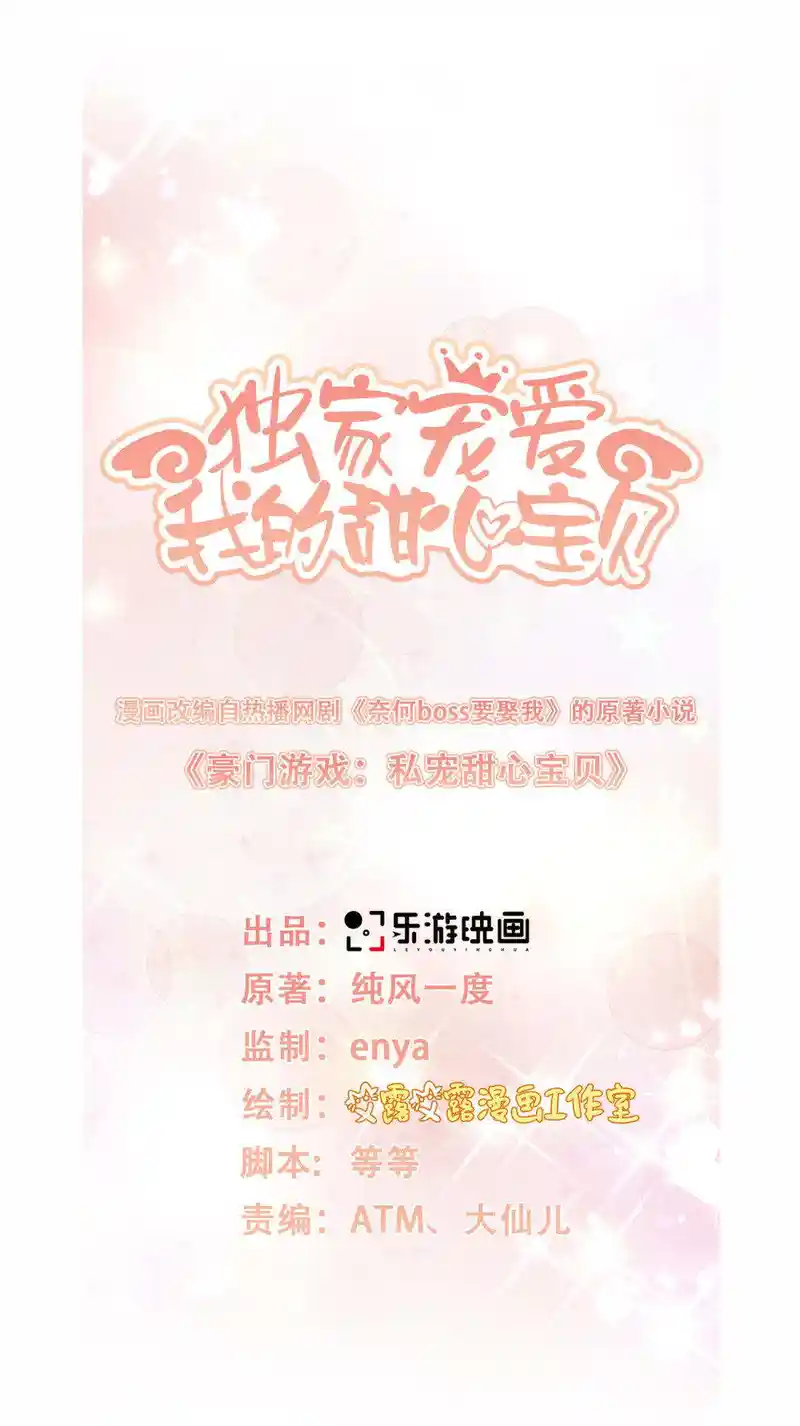 独家宠爱
我的甜心宝贝
漫画改编自热播网剧《奈何boss要娶我》的原著小说
《豪门游戏：私宠甜心宝贝》
出品：乐游映画
LEYOUYINGHUA
原著：纯风一度
监制：enya
绘制：咬露咬露漫画工作室
脚本：等等
责编：ATM、大仙儿